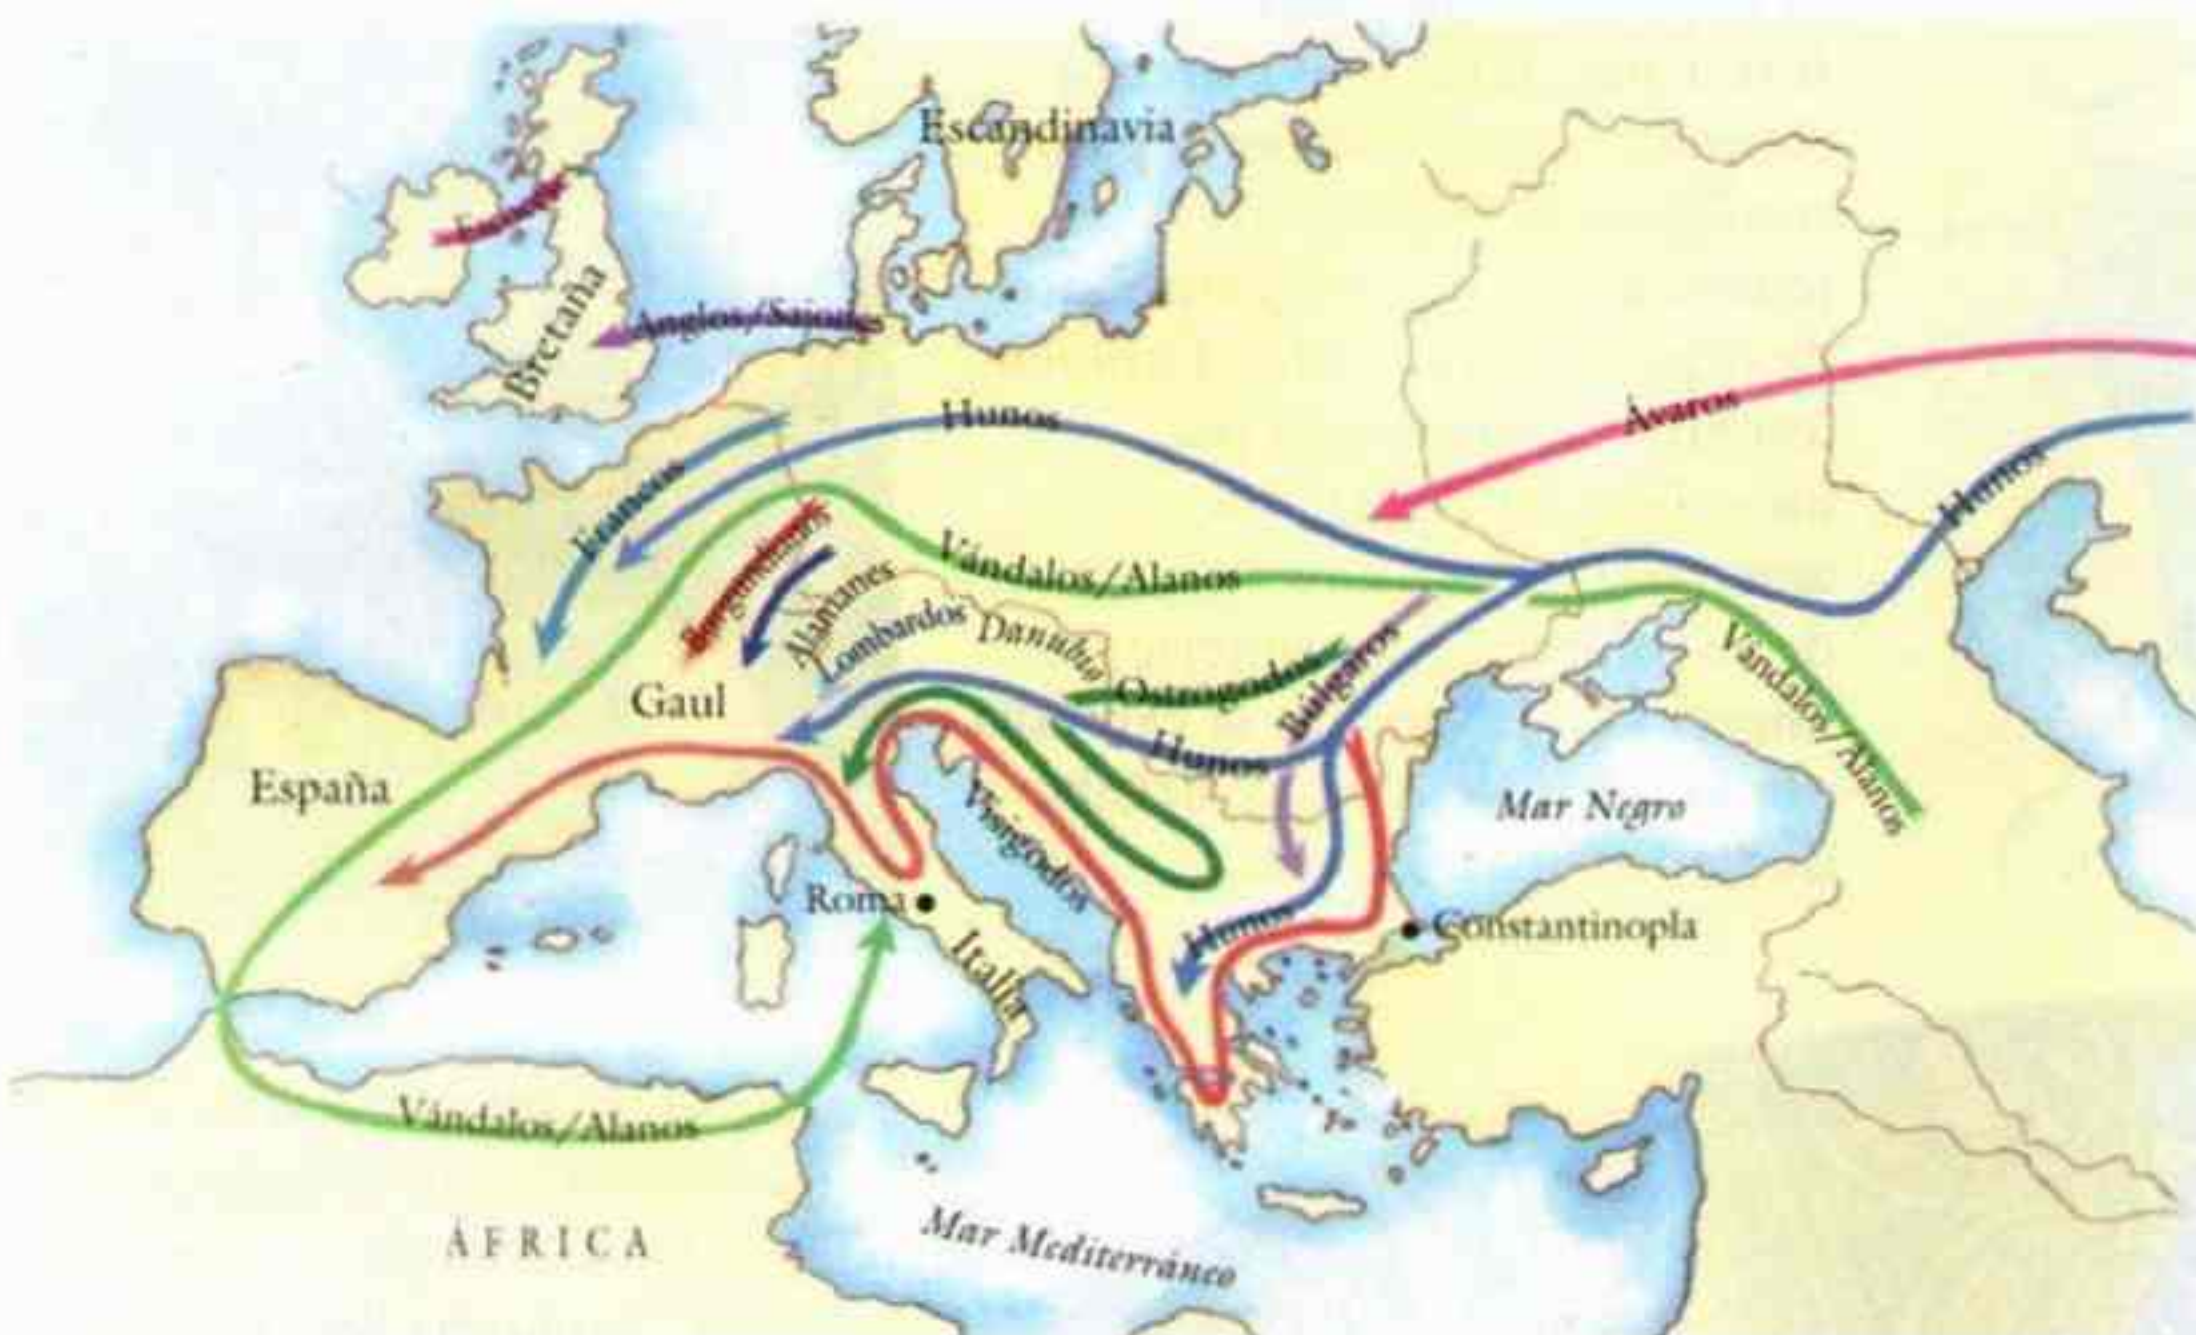 Escandinavia
Bretaña
Anglos/Sajones
Hunos
Ávaros
Hunos
Francos
Vándalos/Alanos
Burgundios
Alamanes
Lombardos
Danubio
Ostrogodos
Búlgaros
Vándalos/Alanos
Gaul
Hunos
España
Visigodos
Mar Negro
Roma
Italia
Hunos
Constantinopla
Vándalos/Alanos
ÁFRICA
Mar Mediterráneo